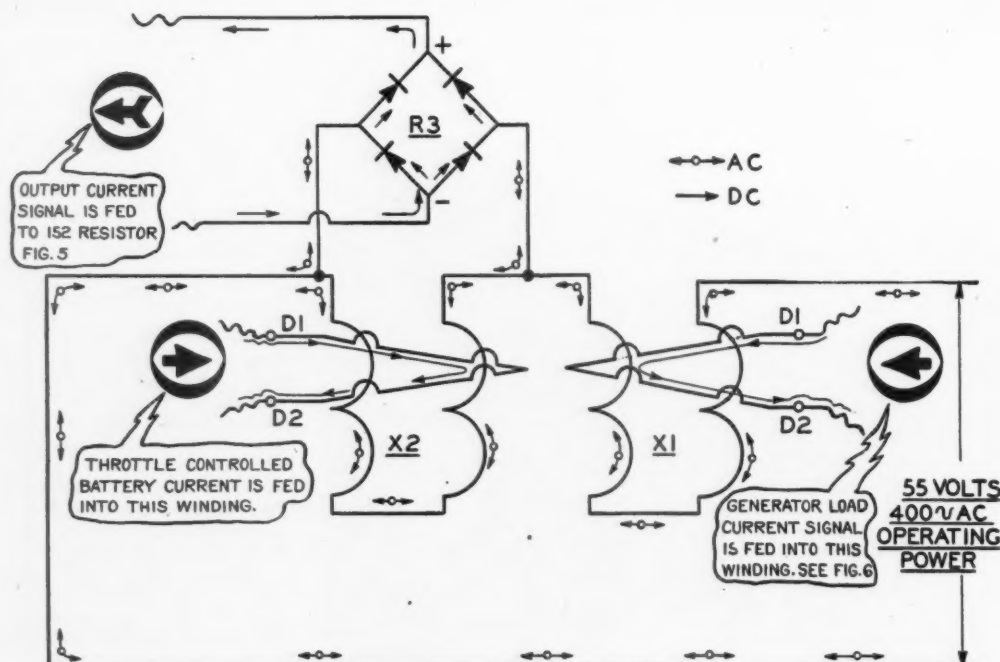 +
R3
-
AC
DC
OUTPUT CURRENT
SIGNAL IS FED
TO 152 RESISTOR
FIG. 5
D1
D2
X2
THROTTLE CONTROLLED
BATTERY CURRENT IS FED
INTO THIS WINDING.
D1
D2
X1
GENERATOR LOAD
CURRENT SIGNAL
IS FED INTO THIS
WINDING. SEE FIG. 6
55 VOLTS
400~AC
OPERATING
POWER